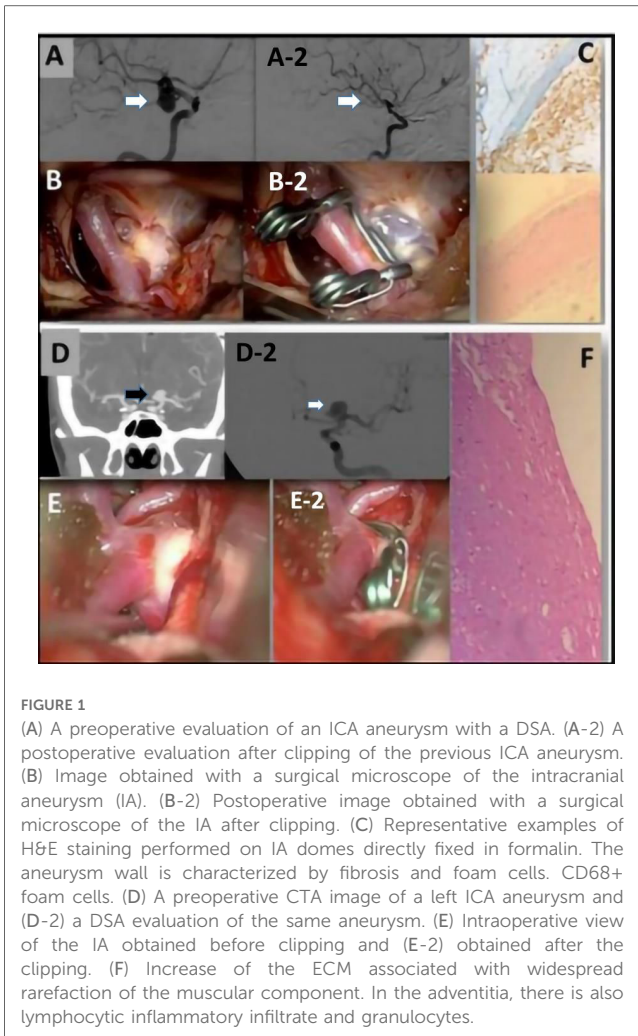 A
A-2
C
B
B-2
D
D-2
F
E
E-2
FIGURE 1
(A) A preoperative evaluation of an ICA aneurysm with a DSA. (A-2) A
postoperative evaluation after clipping of the previous ICA aneurysm.
(B) Image obtained with a surgical microscope of the intracranial
aneurysm (IA). (B-2) Postoperative image obtained with a surgical
microscope of the IA after clipping. (C) Representative examples of
H&E staining performed on IA domes directly fixed in formalin. The
aneurysm wall is characterized by fibrosis and foam cells. CD68+
foam cells. (D) A preoperative CTA image of a left ICA aneurysm and
(D-2) a DSA evaluation of the same aneurysm. (E) Intraoperative view
of the IA obtained before clipping and (E-2) obtained after the
clipping. (F) Increase of the ECM associated with widespread
rarefaction of the muscular component. In the adventitia, there is also
lymphocytic inflammatory infiltrate and granulocytes.